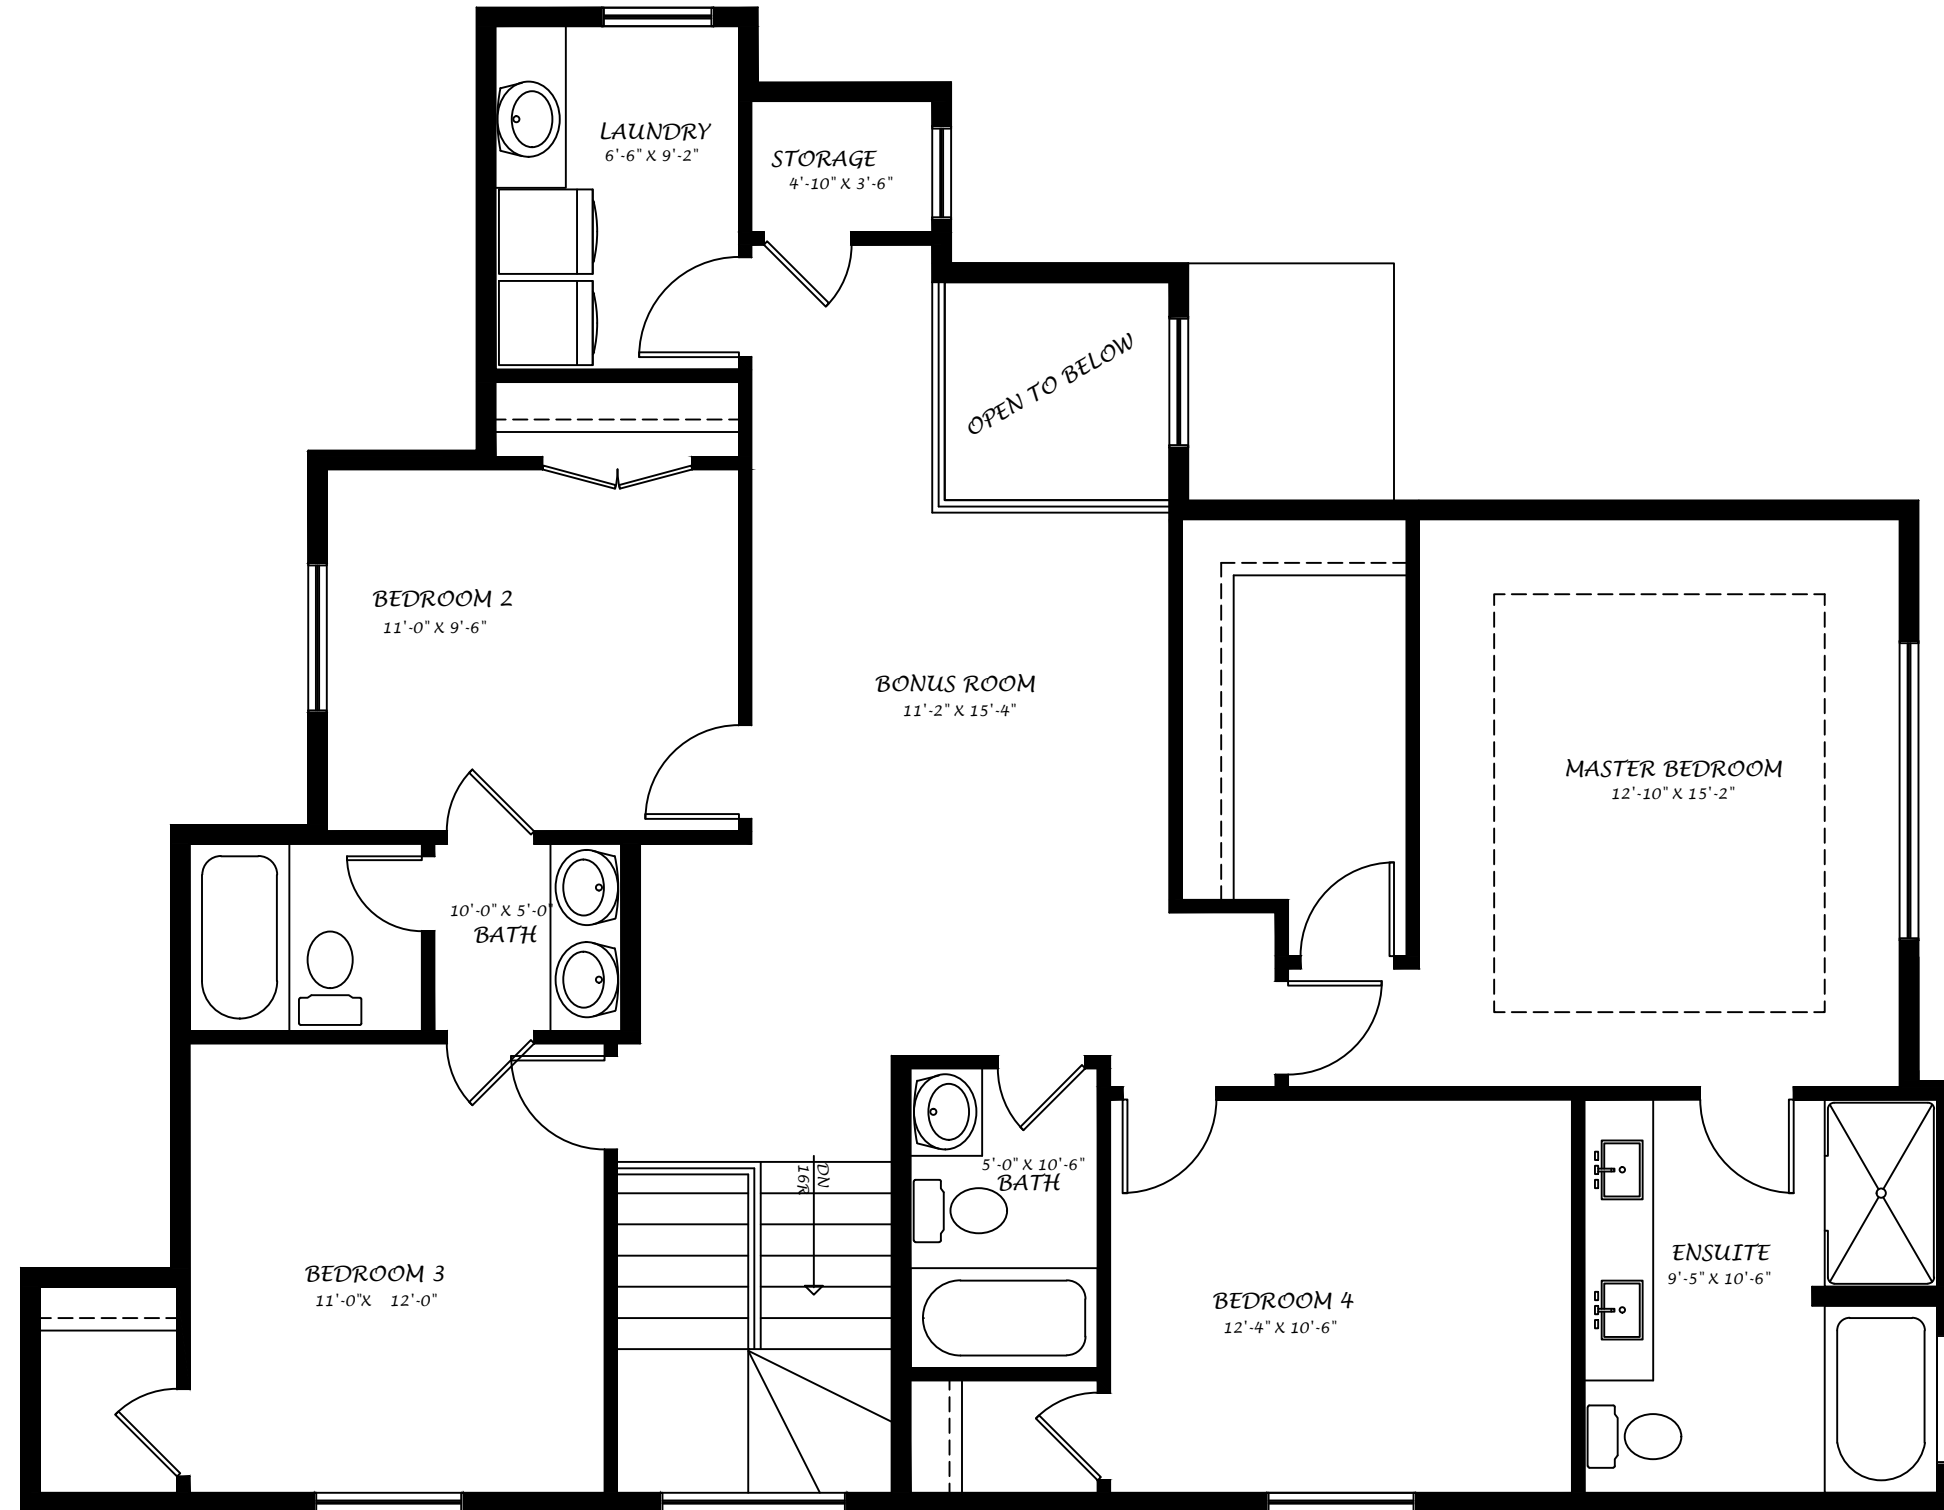 LAUNDRY
6'-6" X 9'-2"
STORAGE
4'-10" X 3'-6"
OPEN TO BELOW
BEDROOM 2
11'-0" X 9'-6"
BONUS ROOM
11'-2" X 15'-4"
MASTER BEDROOM
12'-10" X 15'-2"
10'-0" X 5'-0"
BATH
DN
16R
5'-0" X 10'-6"
BATH
BEDROOM 3
11'-0"X 12'-0"
BEDROOM 4
12'-4" X 10'-6"
ENSUITE
9'-5" X 10'-6"